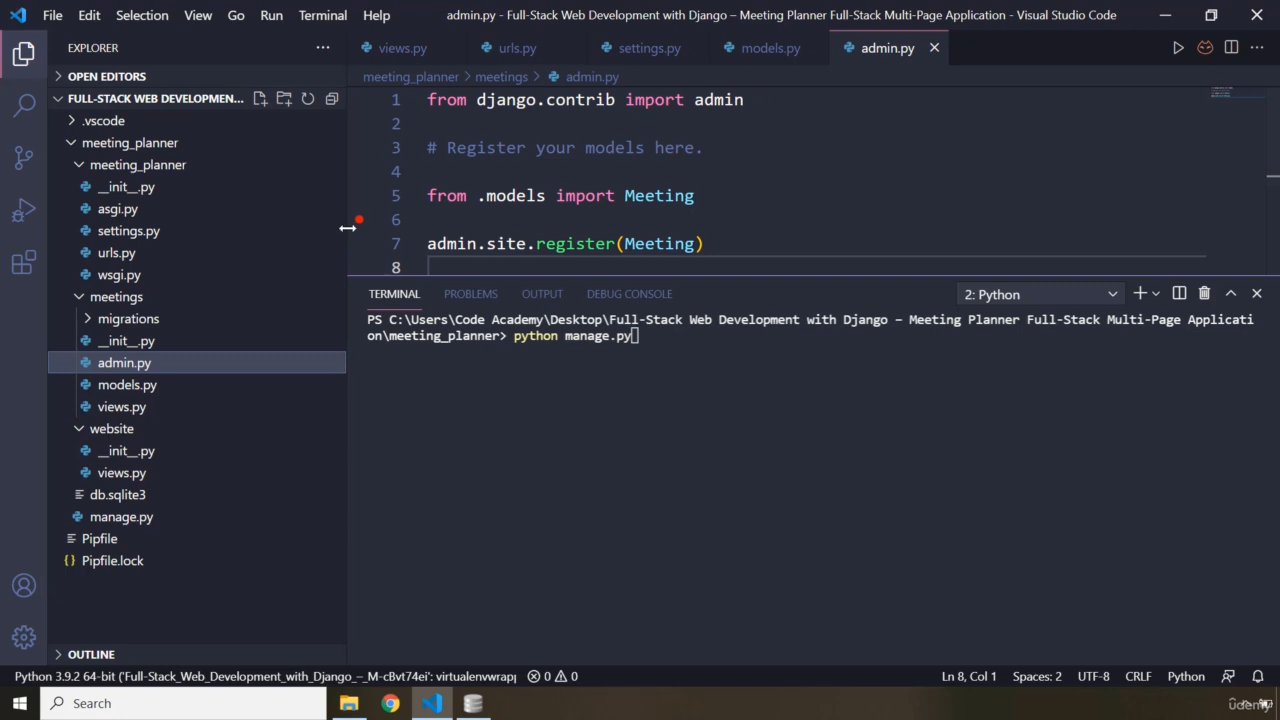 File Edit Selection View Go Run Terminal Help
admin.py - Full-Stack Web Development with Django – Meeting Planner Full-Stack Multi-Page Application - Visual Studio Code
EXPLORER
OPEN EDITORS
FULL-STACK WEB DEVELOPMEN...
.vscode
meeting_planner
meeting_planner
__init__.py
asgi.py
settings.py
urls.py
wsgi.py
meetings
migrations
__init__.py
admin.py
models.py
views.py
website
__init__.py
views.py
db.sqlite3
manage.py
Pipfile
Pipfile.lock
OUTLINE
views.py urls.py settings.py models.py admin.py
meeting_planner > meetings > admin.py
1 from django.contrib import admin
2
3 # Register your models here.
4
5 from .models import Meeting
6
7 admin.site.register(Meeting)
8
TERMINAL PROBLEMS OUTPUT DEBUG CONSOLE 2: Python
PS C:\Users\Code Academy\Desktop\Full-Stack Web Development with Django – Meeting Planner Full-Stack Multi-Page Applicati
on\meeting_planner> python manage.py
Python 3.9.2 64-bit ('Full-Stack_Web_Development_with_Django_–_M-cBvt74ei': virtualenvwrapp 0 0 Ln 8, Col 1 Spaces: 2 UTF-8 CRLF Python
Search
udemy